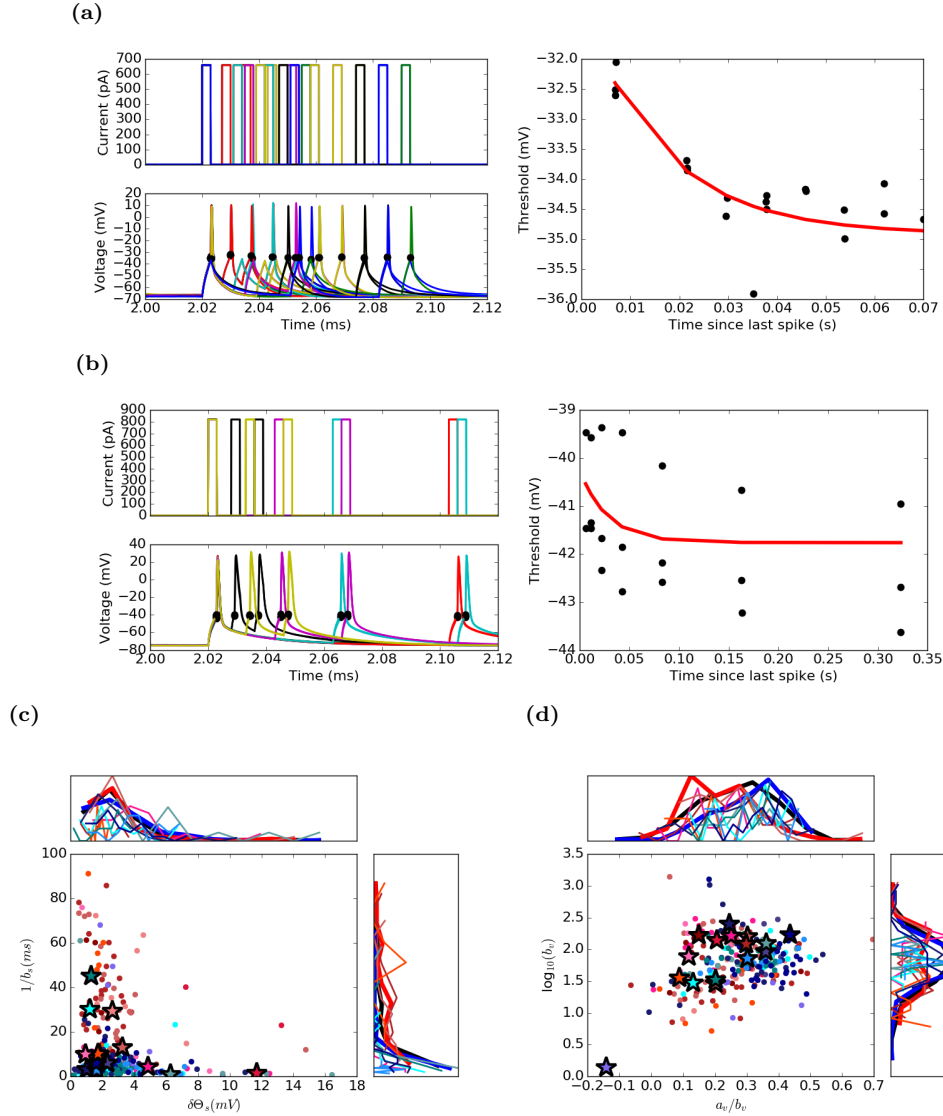 (a)
700
600
500
400
300
200
100
0
Current (pA)
20
10
0
−10
−20
−30
−40
−50
−60
−70
Voltage (mV)
2.00 2.02 2.04 2.06 2.08 2.10 2.12
Time (ms)
−32.0
−32.5
−33.0
−33.5
−34.0
−34.5
−35.0
−35.5
−36.0
Threshold (mV)
0.00 0.01 0.02 0.03 0.04 0.05 0.06 0.07
Time since last spike (s)
(b)
900
800
700
600
500
400
300
200
100
0
Current (pA)
40
20
0
−20
−40
−60
−80
Voltage (mV)
2.00 2.02 2.04 2.06 2.08 2.10 2.12
Time (ms)
−39
−40
−41
−42
−43
−44
Threshold (mV)
0.00 0.05 0.10 0.15 0.20 0.25 0.30 0.35
Time since last spike (s)
(c)
100
80
60
40
20
0
1/b_s(ms)
0 2 4 6 8 10 12 14 16 18
δΘ_s(mV)
(d)
3.5
3.0
2.5
2.0
1.5
1.0
0.5
0.0
log₁₀(b_v)
−0.2 −0.1 0.0 0.1 0.2 0.3 0.4 0.5 0.6 0.7
a_v/b_v